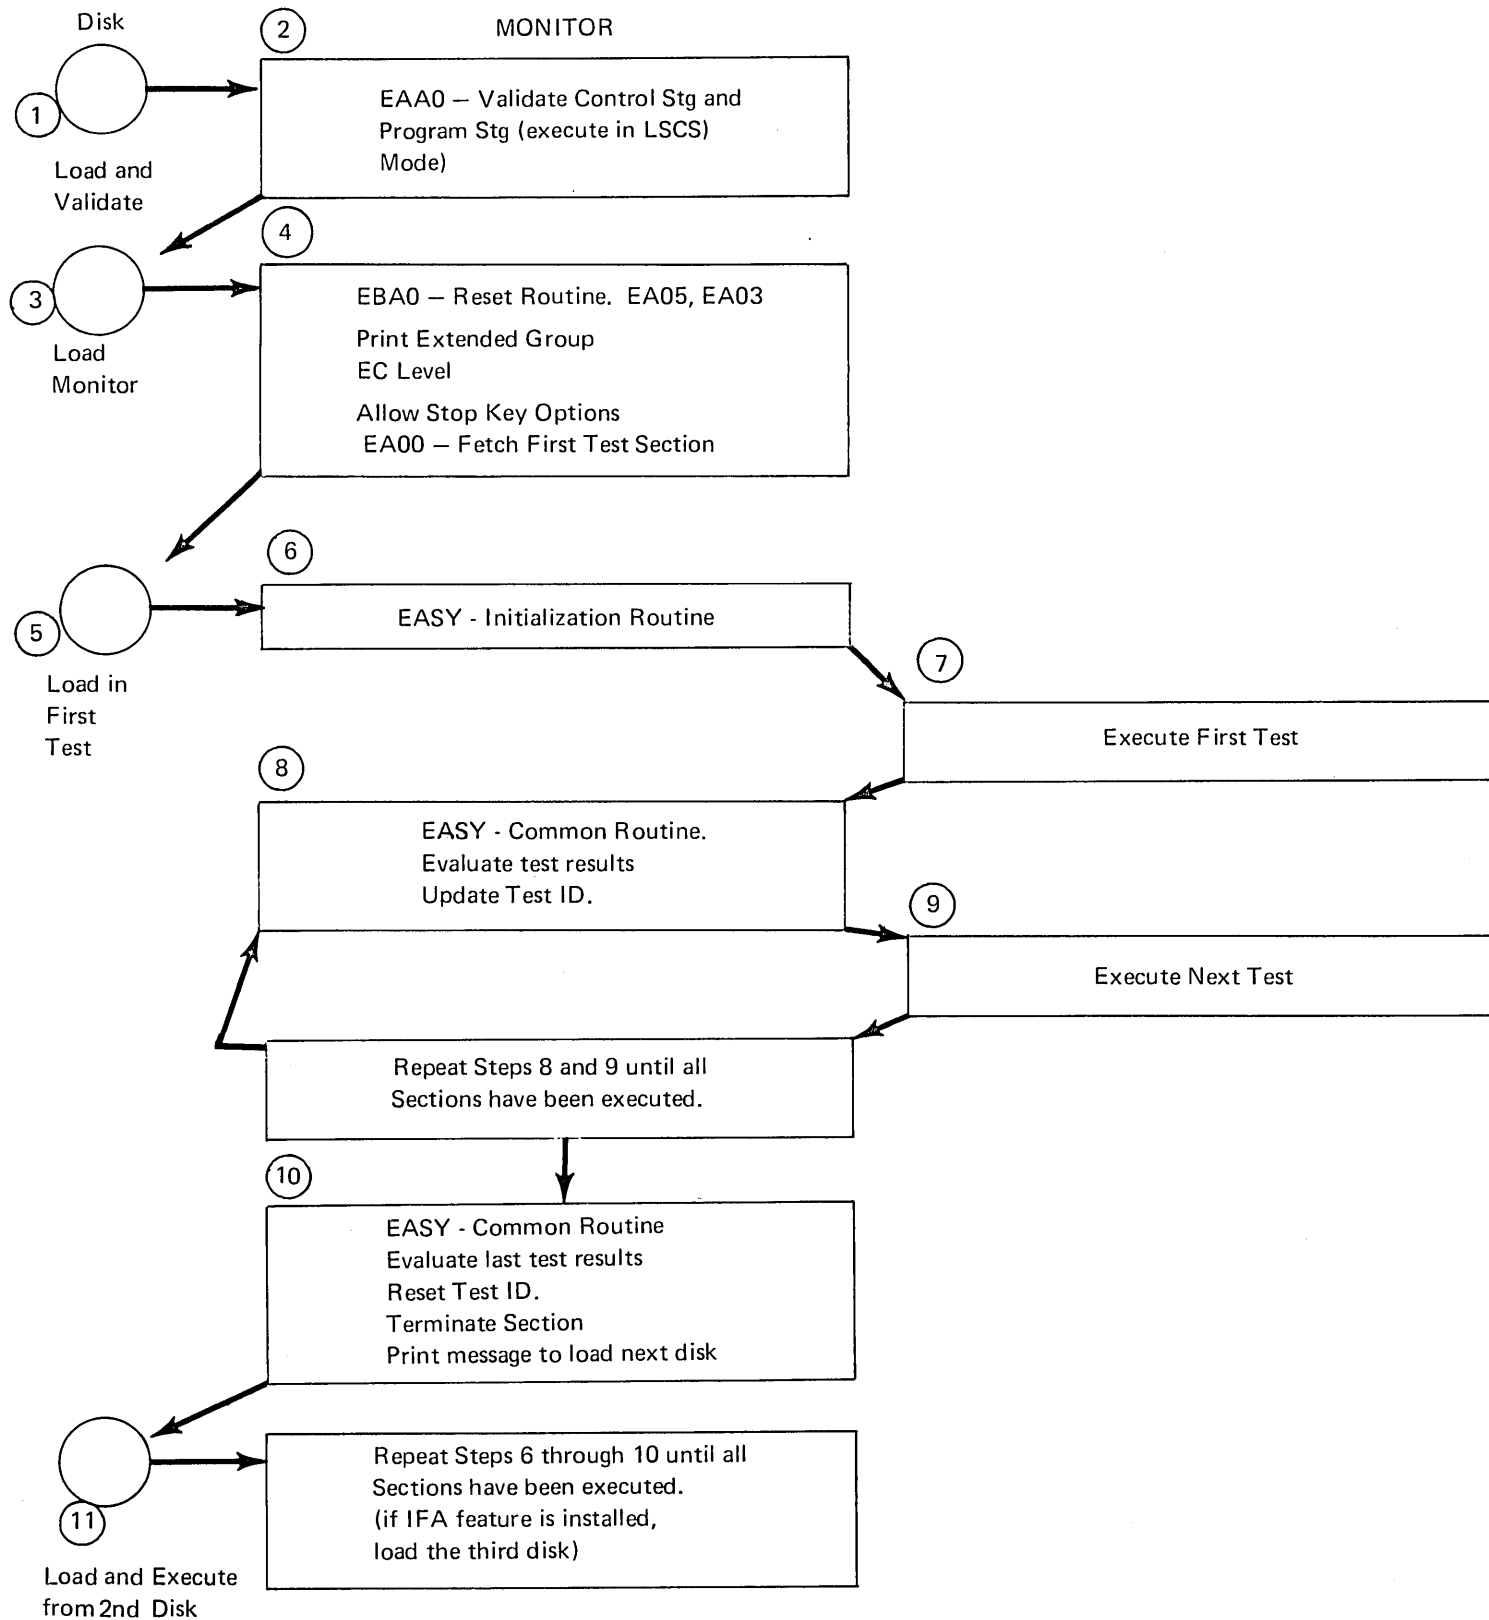 Disk
2
MONITOR
1
EAA0 — Validate Control Stg and
Program Stg (execute in LSCS)
Mode)
Load and
Validate
4
3
EBA0 — Reset Routine. EA05, EA03
Print Extended Group
EC Level
Allow Stop Key Options
EA00 — Fetch First Test Section
Load
Monitor
6
5
EASY - Initialization Routine
Load in
First
Test
7
Execute First Test
8
EASY - Common Routine.
Evaluate test results
Update Test ID.
9
Execute Next Test
Repeat Steps 8 and 9 until all
Sections have been executed.
10
EASY - Common Routine
Evaluate last test results
Reset Test ID.
Terminate Section
Print message to load next disk
11
Repeat Steps 6 through 10 until all
Sections have been executed.
(if IFA feature is installed,
load the third disk)
Load and Execute
from 2nd Disk